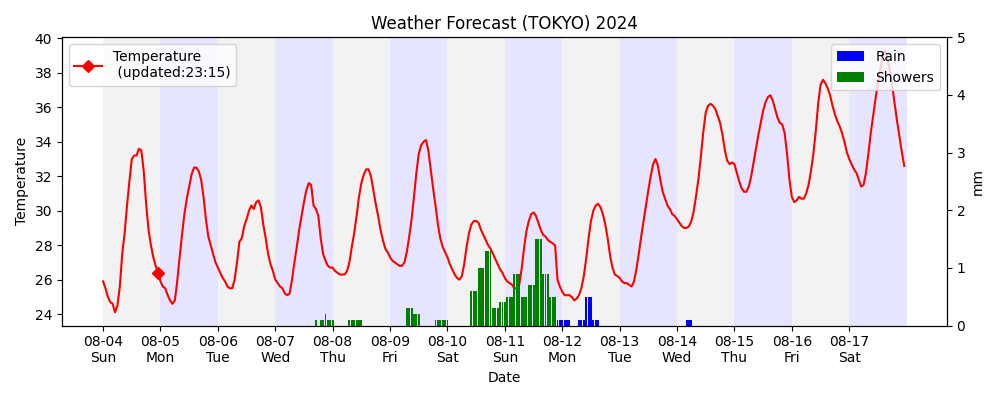 Weather Forecast (TOKYO) 2024
Temperature
(updated:23:15)
Rain
Showers
40
38
36
34
32
30
28
26
24
Temperature
5
4
3
2
1
0
mm
08-04 08-05 08-06 08-07 08-08 08-09 08-10 08-11 08-12 08-13 08-14 08-15 08-16 08-17
Sun Mon Tue Wed Thu Fri Sat Sun Mon Tue Wed Thu Fri Sat
Date